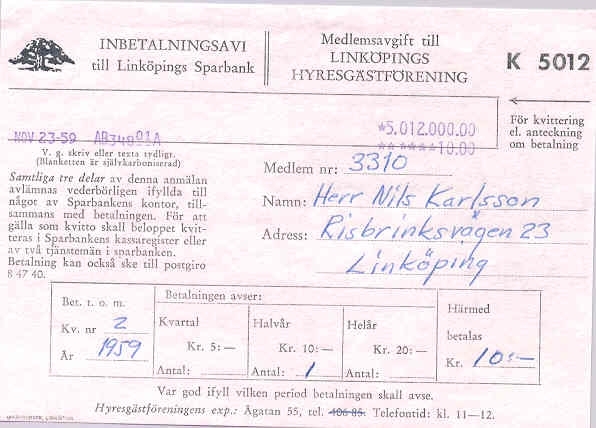 INBETALNINGSAVI
till Linköpings Sparbank
Medlemsavgift till
LINKÖPINGS
HYRESGÄSTFÖRENING
K 5012
För kvittering
el. anteckning
om betalning
NOV 23-59 AB34801A
*5.012.000.00
*******10.00
V. g. skriv eller texta tydligt.
(Blanketten är självkarboniserad)
Samtliga tre delar av denna anmälan
avlämnas vederbörligen ifyllda till
något av Sparbankens kontor, till-
sammans med betalningen. För att
gälla som kvitto skall beloppet kvit-
teras i Sparbankens kassaregister eller
av två tjänstemän i sparbanken.
Betalning kan också ske till postgiro
8 47 40.
Medlem nr: 3310
Namn: Herr Nils Karlsson
Adress: Risbrinksvägen 23
Linköping
Bet. t. o. m.
Kv. nr 2
År 1959
Betalningen avser:
Kvartal
Kr. 5:—
Antal:
Halvår
Kr. 10:—
Antal: 1
Helår
Kr. 20:—
Antal:
Härmed
betalas
Kr. 10:-
Var god ifyll vilken period betalningen skall avse.
Hyresgästföreningens exp.: Ågatan 55, tel. 406 85. Telefontid: kl. 11—12.